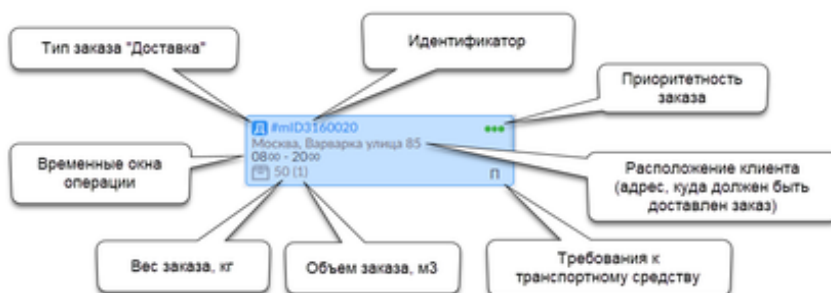 Тип заказа "Доставка"
Идентификатор
Приоритетность
заказа
Д #mID3160020
Москва, Варварка улица 85
08⁰⁰ - 20⁰⁰
50 (1)
П
Временные окна
операции
Расположение клиента
(адрес, куда должен быть
доставлен заказ)
Вес заказа, кг
Объем заказа, м3
Требования к
транспортному средству